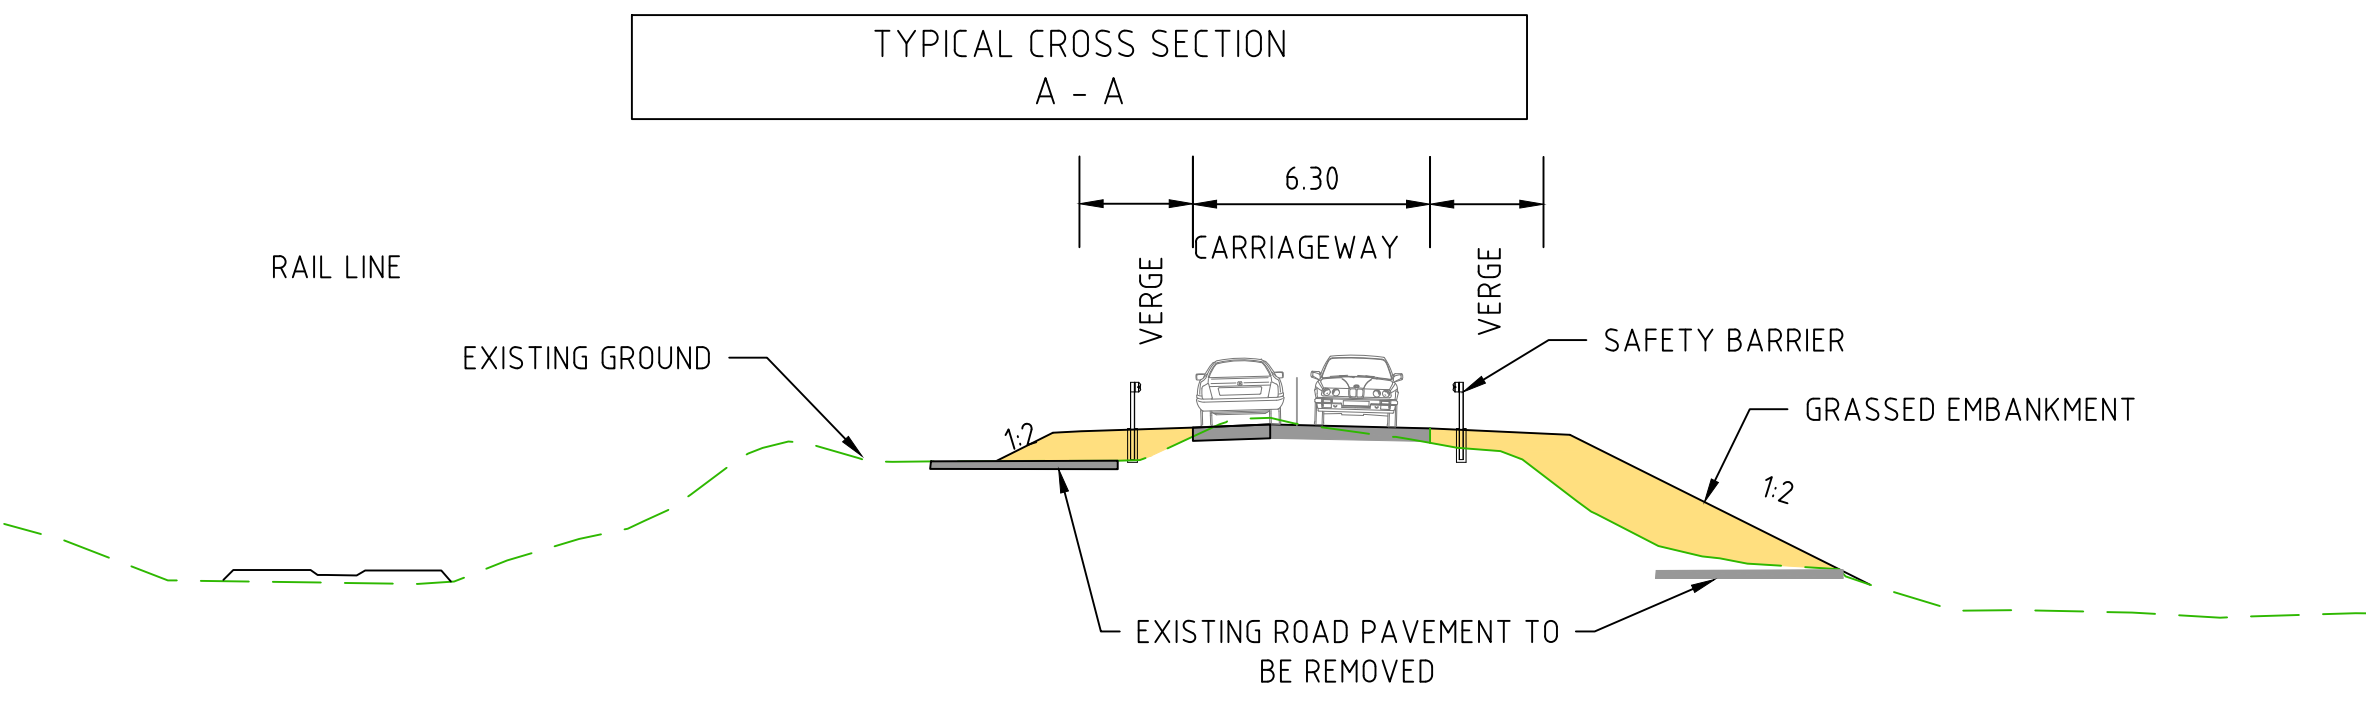 TYPICAL CROSS SECTION
A - A
6.30
CARRIAGEWAY
RAIL LINE
VERGE
VERGE
SAFETY BARRIER
EXISTING GROUND
GRASSED EMBANKMENT
1:2
1:2
EXISTING ROAD PAVEMENT TO
BE REMOVED